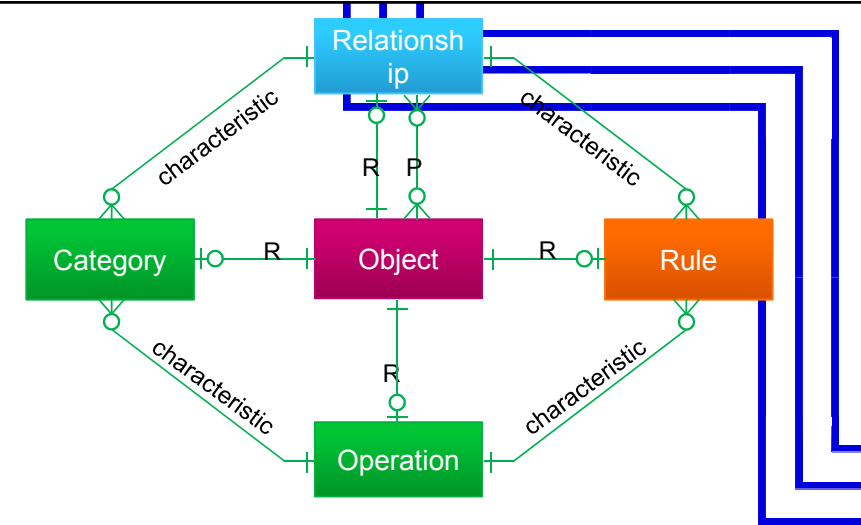 Relationsh
ip
characteristic
characteristic
R
P
Category
R
Object
R
Rule
characteristic
R
characteristic
Operation